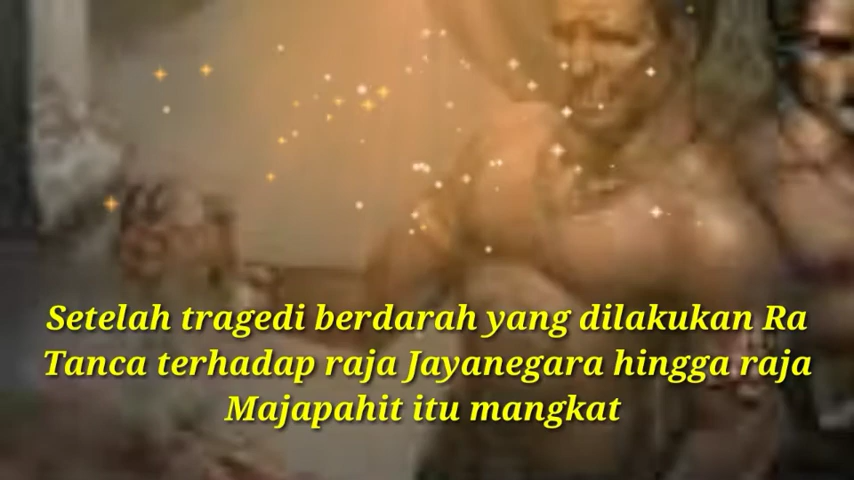 Setelah tragedi berdarah yang dilakukan Ra
Tanca terhadap raja Jayanegara hingga raja
Majapahit itu mangkat